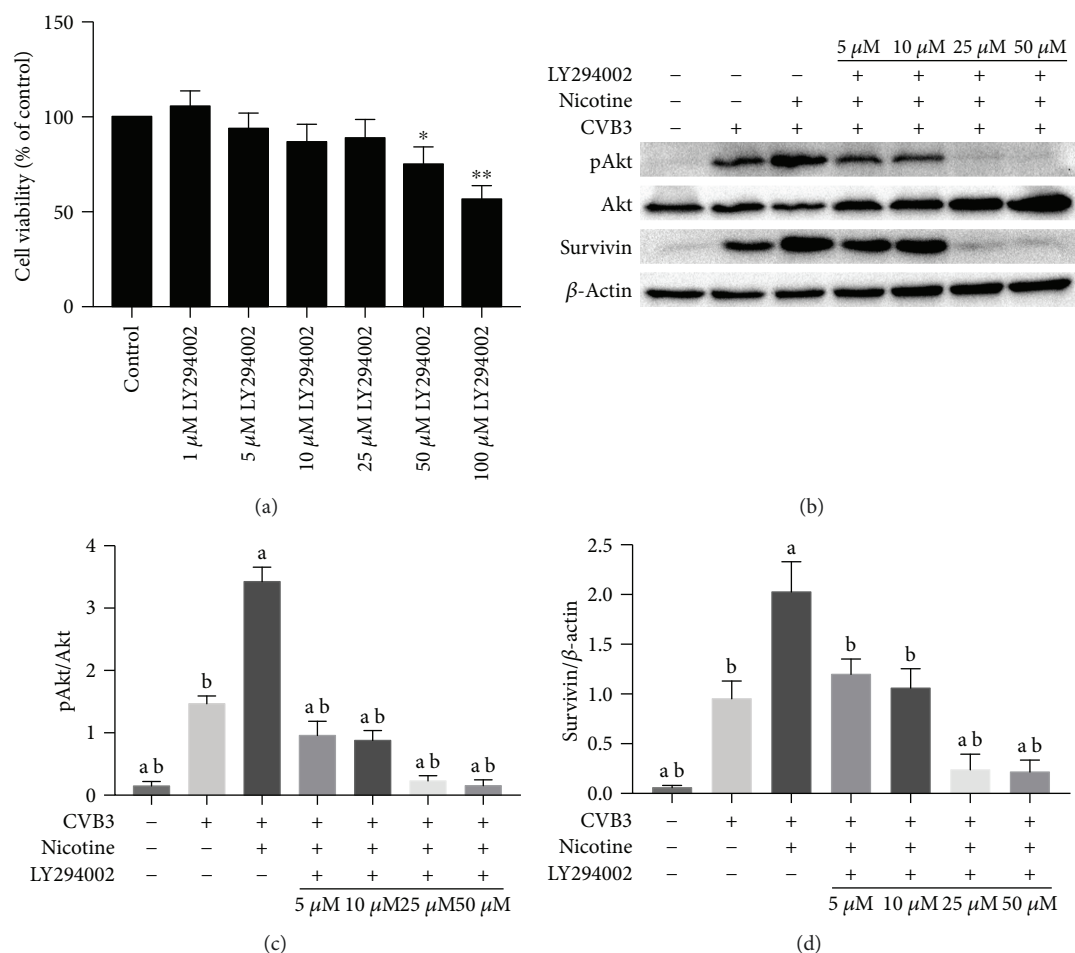 150
100
50
0
Cell viability (% of control)
*
**
Control
1 μM LY294002
5 μM LY294002
10 μM LY294002
25 μM LY294002
50 μM LY294002
100 μM LY294002
(a)
5 μM 10 μM 25 μM 50 μM
LY294002 − − − + + + +
Nicotine − − + + + + +
CVB3 − + + + + + +
pAkt
Akt
Survivin
β-Actin
(b)
4
3
2
1
0
pAkt/Akt
a b
b
a
a b
a b
a b
a b
CVB3 − + + + + + +
Nicotine − − + + + + +
LY294002 − − − + + + +
5 μM 10 μM 25 μM 50 μM
(c)
2.5
2.0
1.5
1.0
0.5
0.0
Survivin/β-actin
a b
b
a
b
b
a b
a b
CVB3 − + + + + + +
Nicotine − − + + + + +
LY294002 − − − + + + +
5 μM 10 μM 25 μM 50 μM
(d)